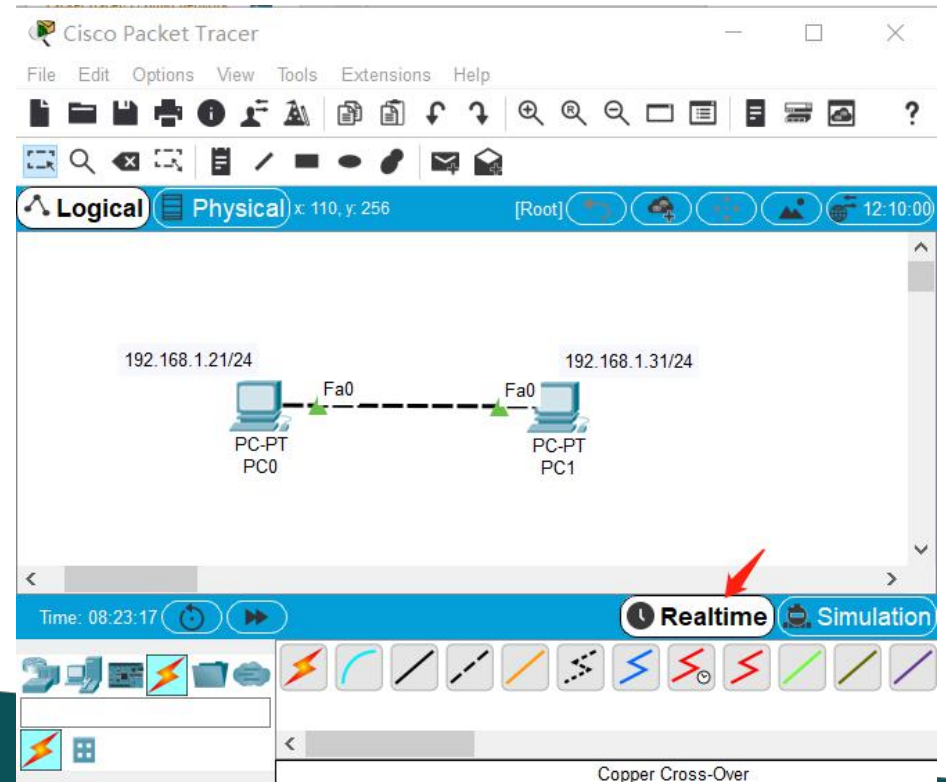 Cisco Packet Tracer
File Edit Options View Tools Extensions Help
Logical Physical x: 110, y: 256 [Root] 12:10:00
192.168.1.21/24 192.168.1.31/24
Fa0 Fa0
PC-PT PC-PT
PC0 PC1
Time: 08:23:17 Realtime Simulation
Copper Cross-Over